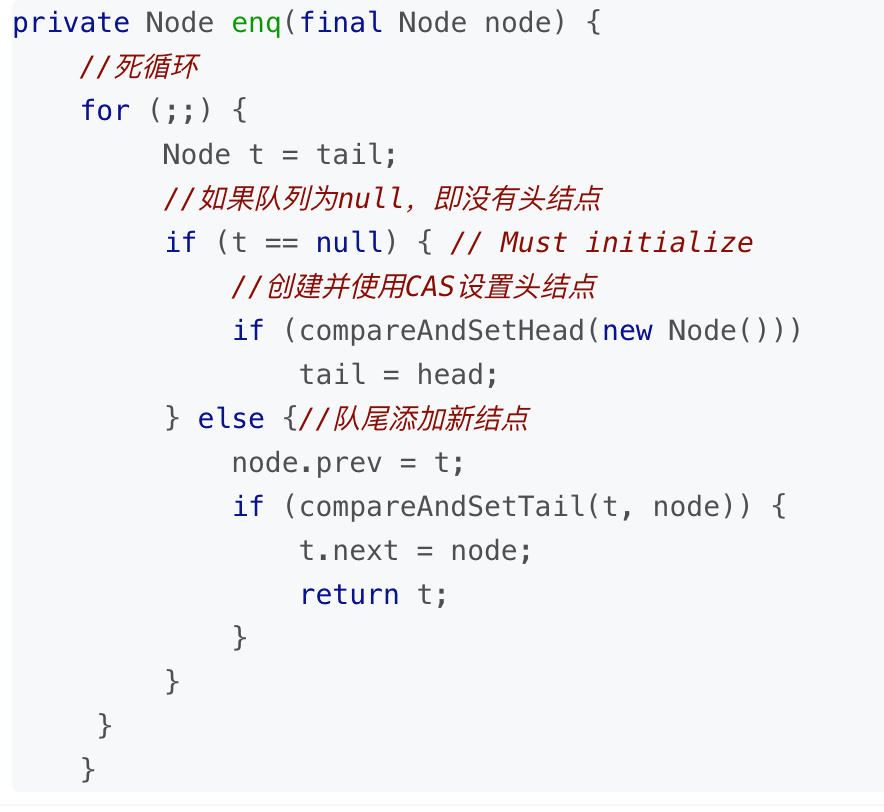 private Node enq(final Node node) {
    //死循环
    for (;;) {
         Node t = tail;
         //如果队列为null，即没有头结点
         if (t == null) { // Must initialize
             //创建并使用CAS设置头结点
             if (compareAndSetHead(new Node()))
                 tail = head;
         } else {//队尾添加新结点
             node.prev = t;
             if (compareAndSetTail(t, node)) {
                 t.next = node;
                 return t;
             }
         }
     }
    }